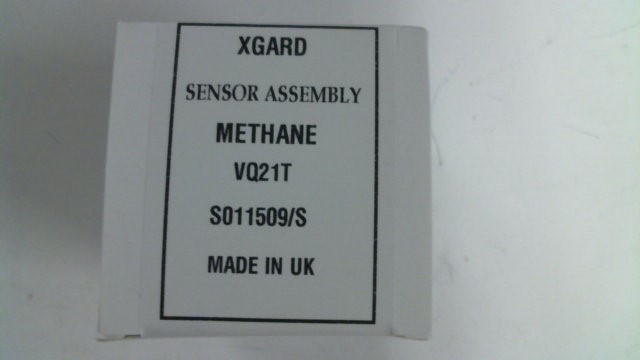 XGARD
SENSOR ASSEMBLY
METHANE
VQ21T
S011509/S
MADE IN UK